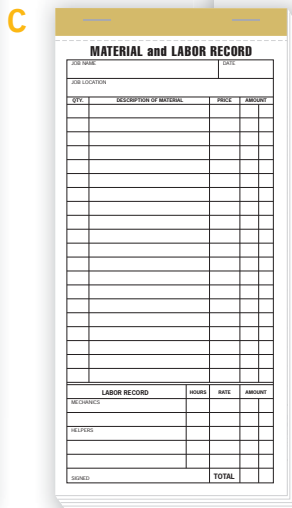 C
MATERIAL and LABOR RECORD
JOB NAME DATE
JOB LOCATION
QTY. DESCRIPTION OF MATERIAL PRICE AMOUNT
LABOR RECORD HOURS RATE AMOUNT
MECHANICS
HELPERS
SIGNED TOTAL